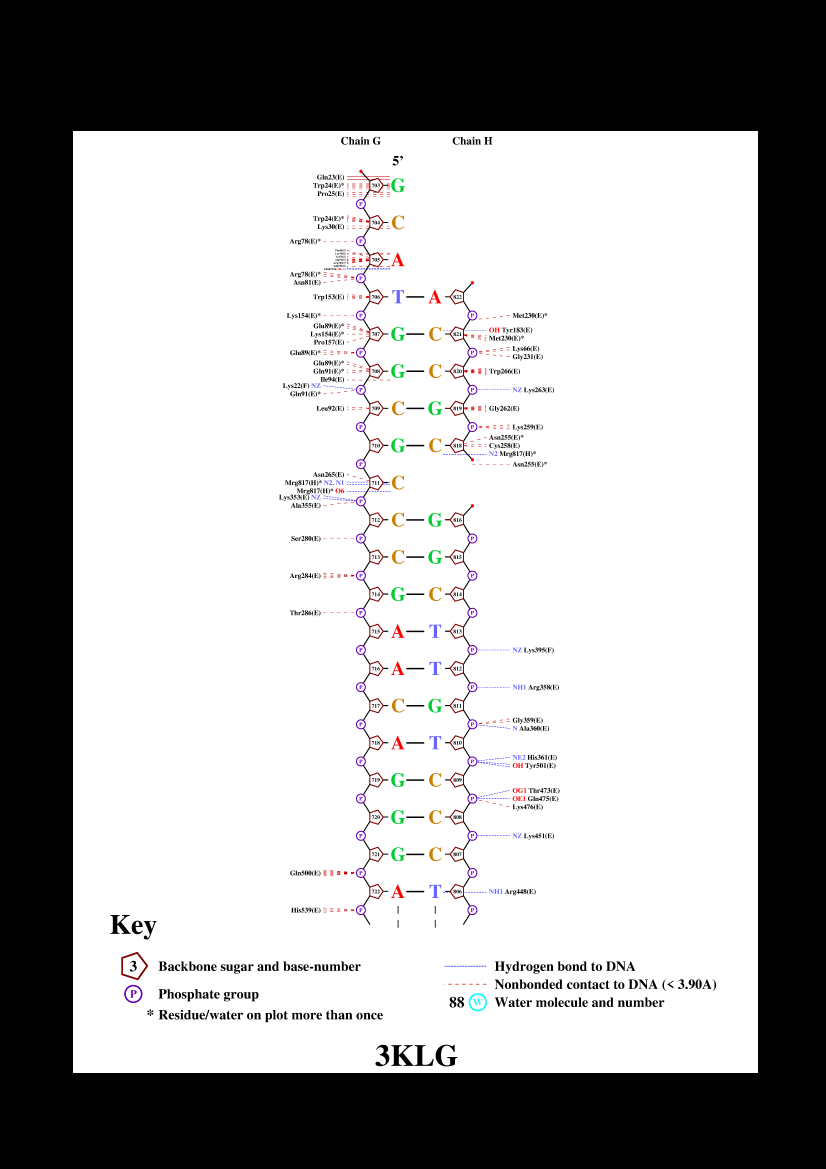 Chain G Chain H
5'
Gln23(E)
Trp24(E)* 703 G
Pro25(E)
P
Trp24(E)* 704 C
Lys30(E)
Arg78(E)* P
705 A
Arg78(E)* P
Asn81(E)
Trp153(E) 706 T A 822
Lys154(E)* P P Met230(E)*
Glu89(E)* OH Tyr183(E)
Lys154(E)* 707 G C 821 Met230(E)*
Pro157(E)
Glu89(E)* P P Lys66(E)
Gly231(E)
Glu89(E)*
Gln91(E)* 708 G C 820 Trp266(E)
Ile94(E)
Lys22(F) NZ P P NZ Lys263(E)
Gln91(E)*
Leu92(E) 709 C G 819 Gly262(E)
P P Lys259(E)
Asn255(E)*
710 G C 818 Cys258(E)
N2 Mrg817(H)*
P Asn255(E)*
Asn265(E)
Mrg817(H)* N2, N1 711 C
Mrg817(H)* O6
Lys353(E) NZ P
Ala355(E)
712 C G 816
Ser280(E) P P
713 C G 815
Arg284(E) P P
714 G C 814
Thr286(E) P P
715 A T 813
P P NZ Lys395(F)
716 A T 812
P P NH1 Arg358(E)
717 C G 811
Gly359(E)
P P N Ala360(E)
718 A T 810
NE2 His361(E)
P P OH Tyr501(E)
719 G C 809
OG1 Thr473(E)
P P OE1 Gln475(E)
Lys476(E)
720 G C 808
P P NZ Lys451(E)
721 G C 807
Gln500(E) P P
722 A T 806 NH1 Arg448(E)
His539(E) P P
Key
3 Backbone sugar and base-number
P Phosphate group
* Residue/water on plot more than once
Hydrogen bond to DNA
Nonbonded contact to DNA (< 3.90A)
88 W Water molecule and number
3KLG